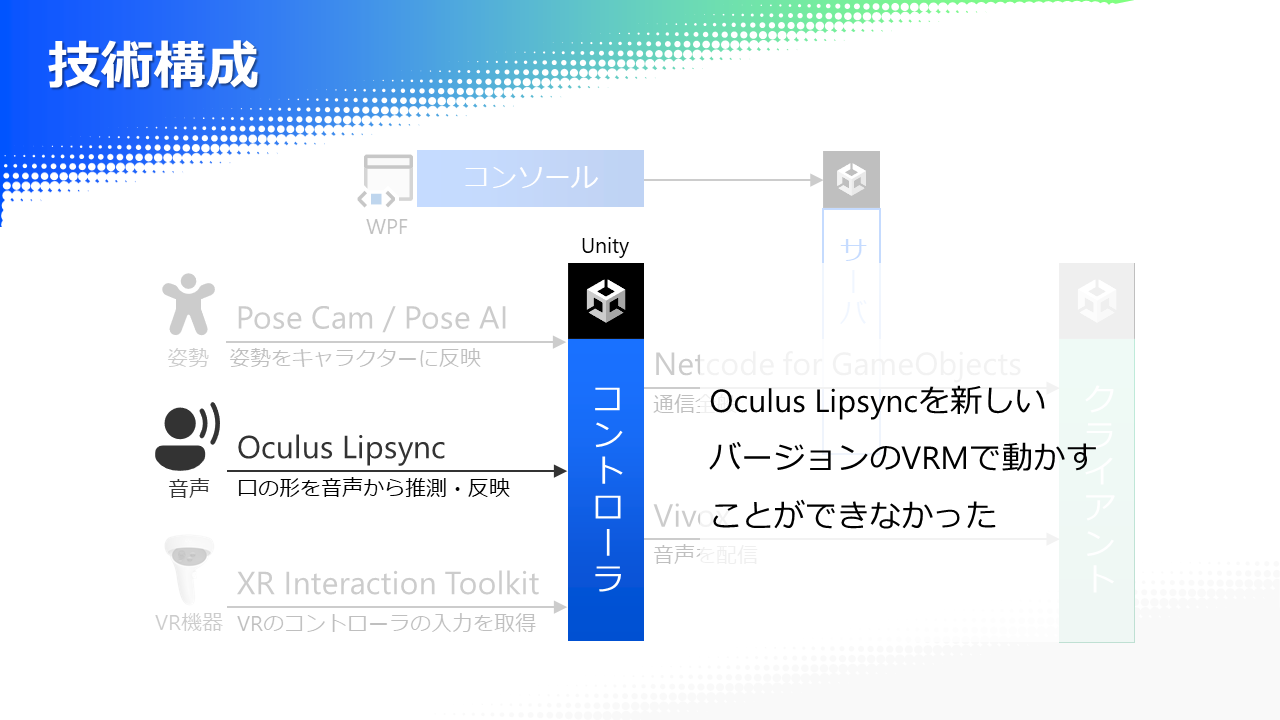 技術構成
コンソール
WPF
Unity
サーバ
Pose Cam / Pose AI
姿勢
姿勢をキャラクターに反映
Oculus Lipsync
音声
口の形を音声から推測・反映
XR Interaction Toolkit
VR機器
VRのコントローラの入力を取得
コントローラ
Netcode for GameObjects
通信全
Oculus Lipsyncを新しい
バージョンのVRMで動かす
ことができなかった
Vivox
音声を配信
クライアント